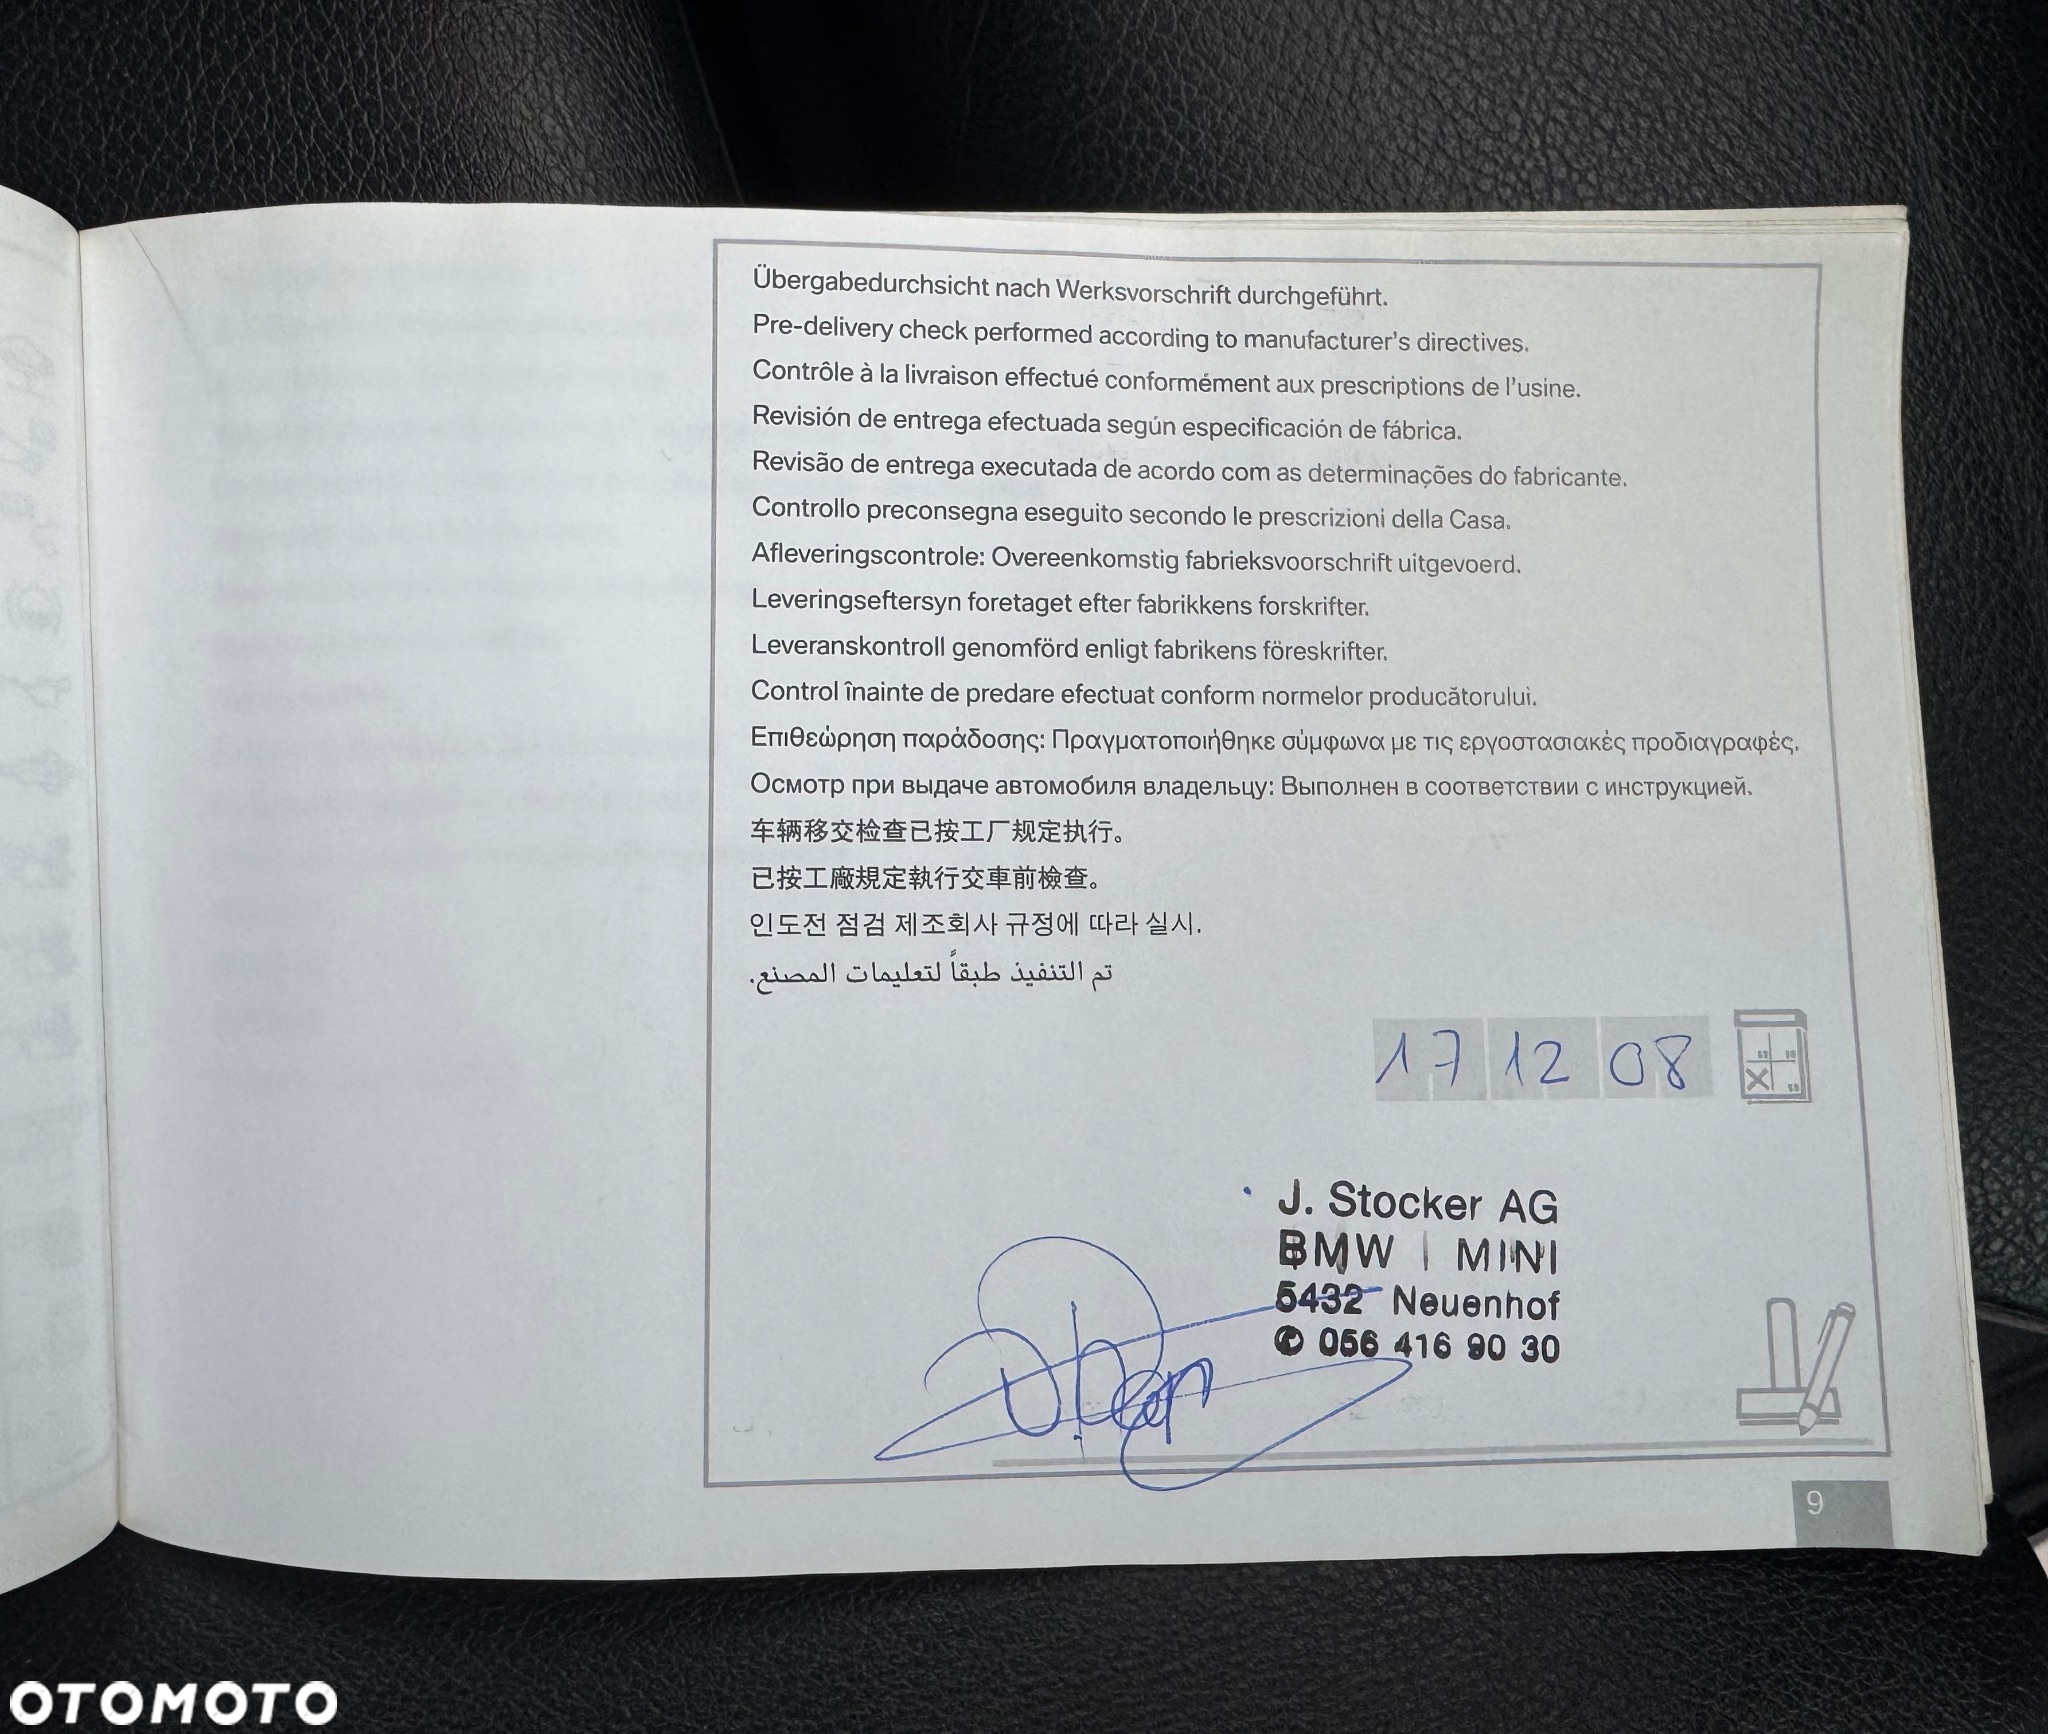 Übergabedurchsicht nach Werksvorschrift durchgeführt.
Pre-delivery check performed according to manufacturer's directives.
Contrôle à la livraison effectué conformément aux prescriptions de l'usine.
Revisión de entrega efectuada según especificación de fábrica.
Revisão de entrega executada de acordo com as determinações do fabricante.
Controllo preconsegna eseguito secondo le prescrizioni della Casa.
Afleveringscontrole: Overeenkomstig fabrieksvoorschrift uitgevoerd.
Leveringseftersyn foretaget efter fabrikkens forskrifter.
Leveranskontroll genomförd enligt fabrikens föreskrifter.
Control înainte de predare efectuat conform normelor producătorului.
Επιθεώρηση παράδοσης: Πραγματοποιήθηκε σύμφωνα με τις εργοστασιακές προδιαγραφές.
Осмотр при выдаче автомобиля владельцу: Выполнен в соответствии с инструкцией.
车辆移交检查已按工厂规定执行。
已按工廠規定執行交車前檢查。
인도전 점검 제조회사 규정에 따라 실시.
تم التنفيذ طبقاً لتعليمات المصنع.
17 12 08
J. Stocker AG
BMW | MINI
5432 Neuenhof
✆ 056 416 90 30
9
OTOMOTO